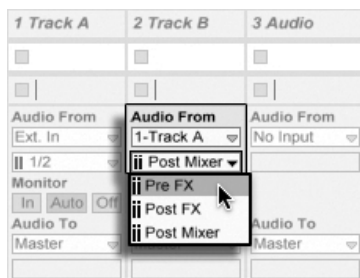 1 Track A
2 Track B
3 Audio
Audio From
Ext. In
1/2
Monitor
In Auto Off
Audio To
Master
Audio From
1-Track A
Post Mixer
Pre FX
Post FX
Post Mixer
Audio From
No Input
Audio To
Master